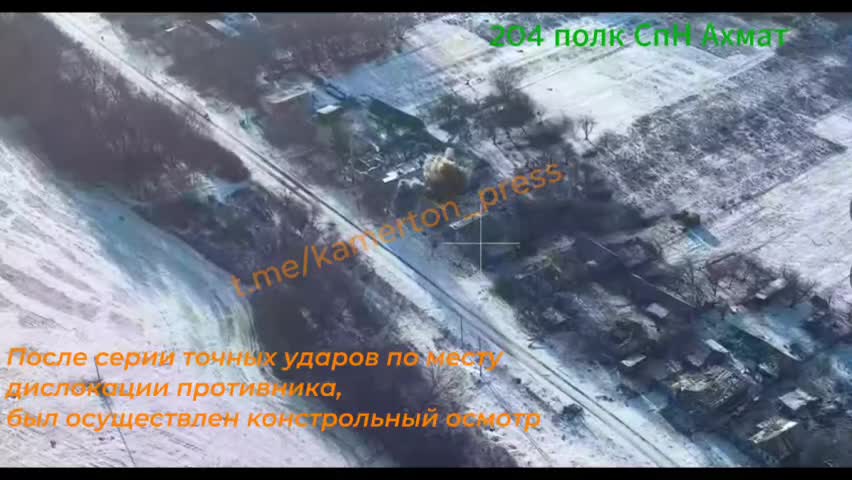 204 полк СпН Ахмат
t.me/kamerton_press
После серии точных ударов по месту
дислокации противника,
был осуществлен констрольный осмотр